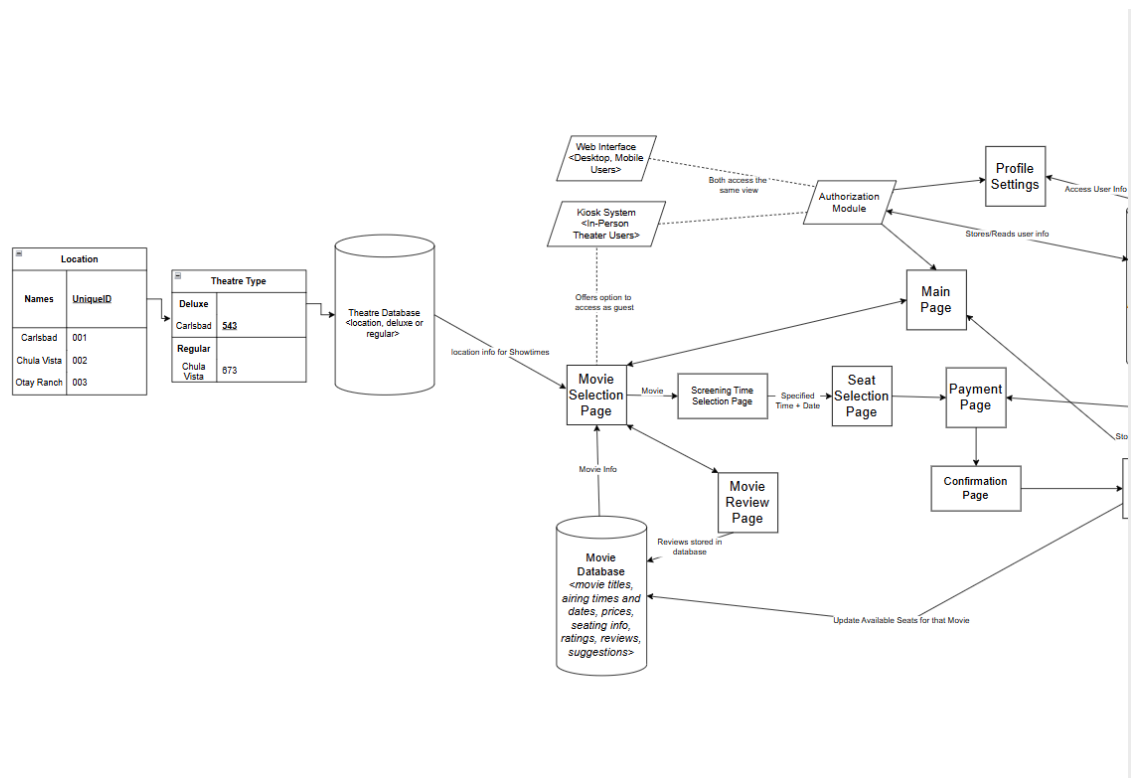 Location
Names
UniqueID
Carlsbad
001
Chula Vista
002
Otay Ranch
003
Theatre Type
Deluxe
Carlsbad
543
Regular
Chula
Vista
673
Theatre Database
<location, deluxe or
regular>
location info for Showtimes
Web Interface
<Desktop, Mobile
Users>
Kiosk System
<In-Person
Theater Users>
Both access the
same view
Authorization
Module
Profile
Settings
Access User Info
Stores/Reads user info
Offers option to
access as guest
Main
Page
Movie
Selection
Page
Movie
Screening Time
Selection Page
Specified
Time + Date
Seat
Selection
Page
Payment
Page
Sto
Confirmation
Page
Movie Info
Movie
Review
Page
Reviews stored in
database
Movie
Database
<movie titles,
airing times and
dates, prices,
seating info,
ratings, reviews,
suggestions>
Update Available Seats for that Movie